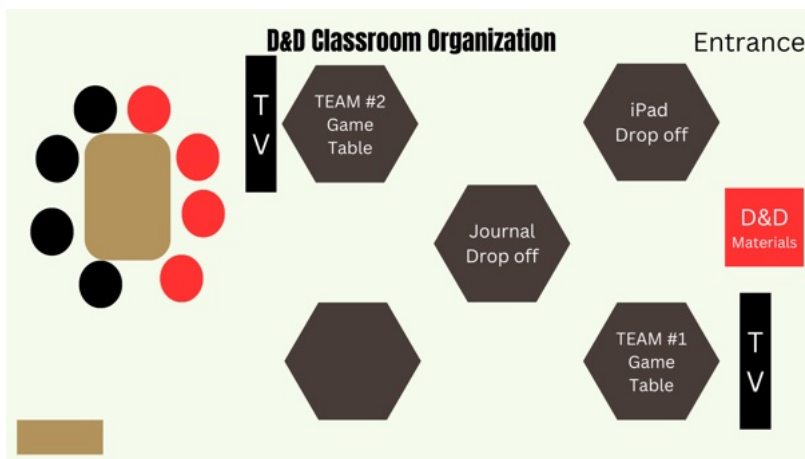 D&D Classroom Organization
Entrance
T
V
TEAM #2
Game
Table
iPad
Drop off
Journal
Drop off
D&D
Materials
TEAM #1
Game
Table
T
V